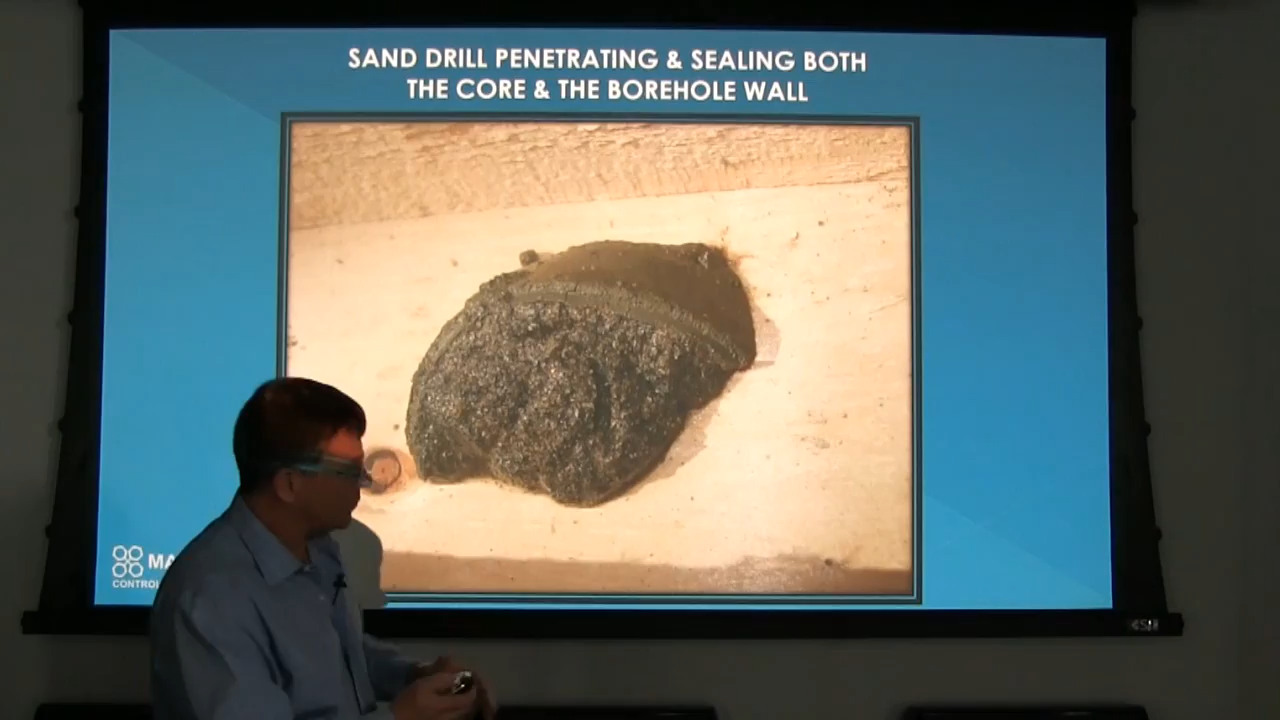 SAND DRILL PENETRATING & SEALING BOTH
THE CORE & THE BOREHOLE WALL